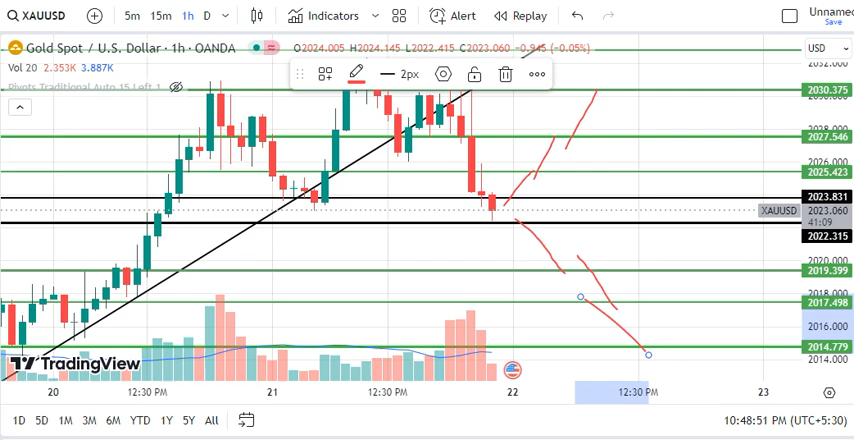 XAUUSD 5m 15m 1h D Indicators Alert Replay Unnamed
Save
Gold Spot / U.S. Dollar · 1h · OANDA O2024.005 H2024.145 L2022.415 C2023.060 −0.945 (−0.05%) USD
Vol 20 2.353K 3.887K
2px
Pivots Traditional Auto 15 Left 1
2032.000
2030.375
2030.000
2028.000
2027.546
2026.000
2025.423
2023.831
XAUUSD 2023.060
41:09
2022.315
2020.000
2019.399
2018.000
2017.498
2016.000
2014.779
2014.000
TradingView
20 12:30 PM 21 12:30 PM 22 12:30 PM 23
1D 5D 1M 3M 6M YTD 1Y 5Y All 10:48:51 PM (UTC+5:30)